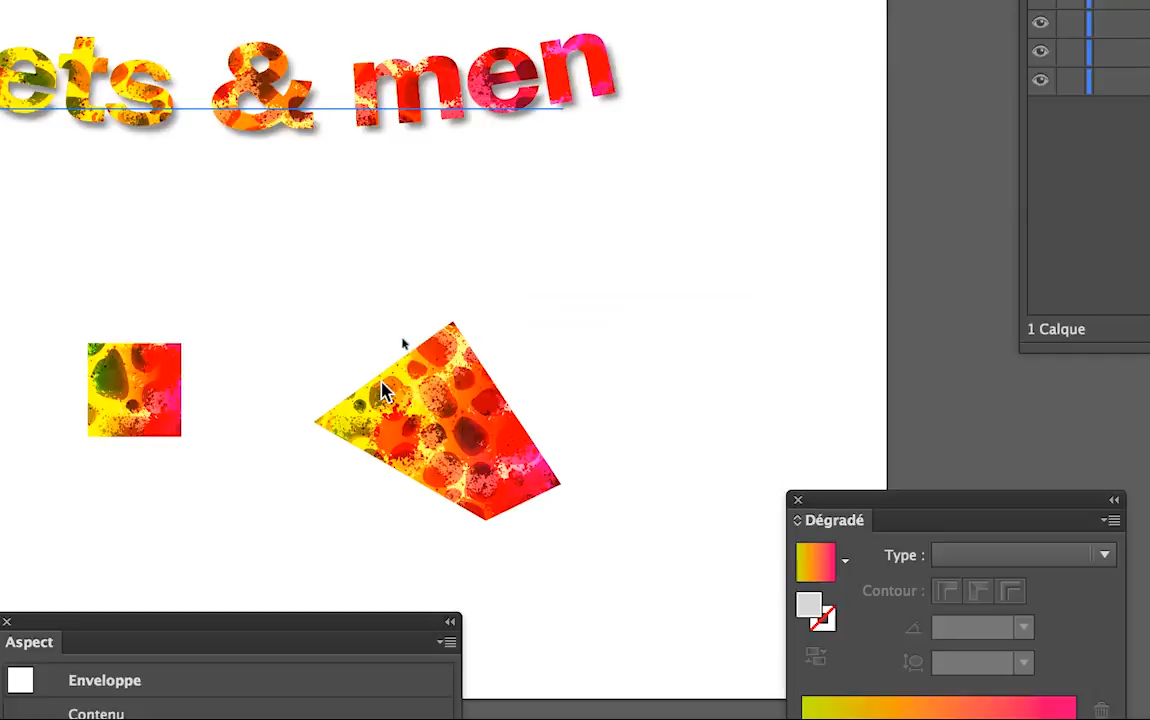 ets & men
1 Calque
Dégradé
Type :
Contour :
Aspect
Enveloppe
Contenu